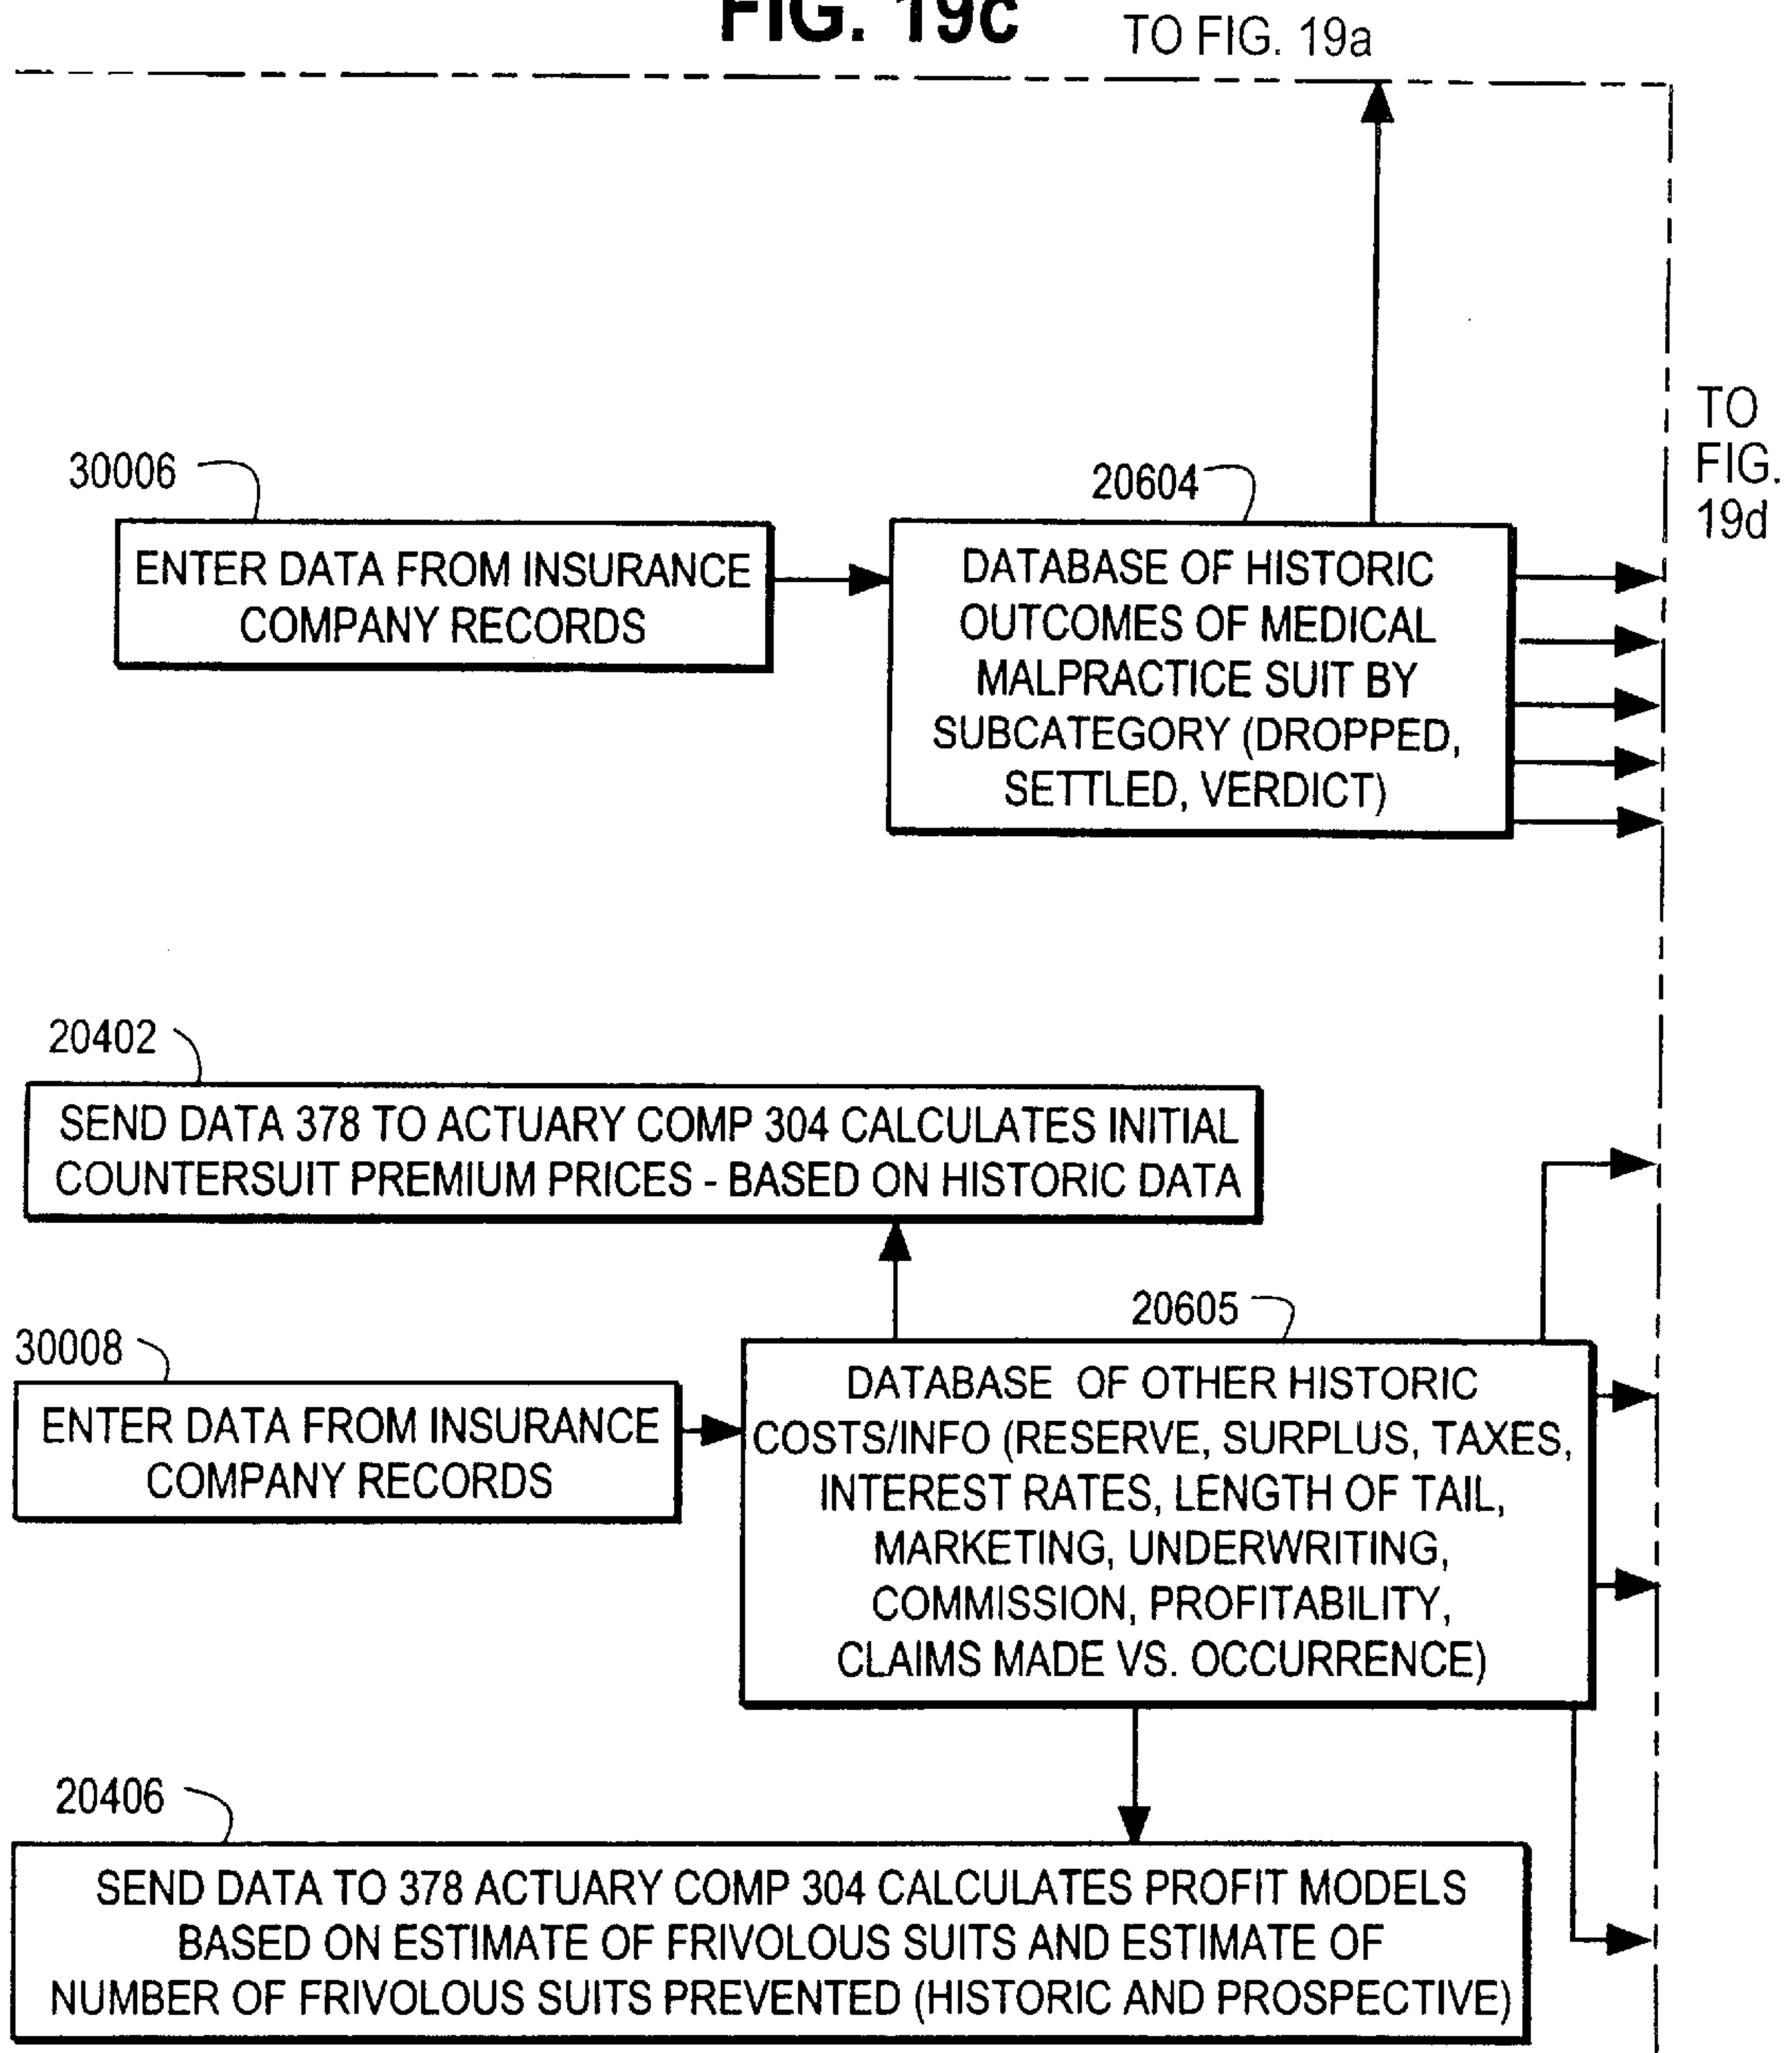 FIG. 19c
TO FIG. 19a
TO
FIG.
19d
30006
ENTER DATA FROM INSURANCE
COMPANY RECORDS
20604
DATABASE OF HISTORIC
OUTCOMES OF MEDICAL
MALPRACTICE SUIT BY
SUBCATEGORY (DROPPED,
SETTLED, VERDICT)
20402
SEND DATA 378 TO ACTUARY COMP 304 CALCULATES INITIAL
COUNTERSUIT PREMIUM PRICES - BASED ON HISTORIC DATA
30008
ENTER DATA FROM INSURANCE
COMPANY RECORDS
20605
DATABASE OF OTHER HISTORIC
COSTS/INFO (RESERVE, SURPLUS, TAXES,
INTEREST RATES, LENGTH OF TAIL,
MARKETING, UNDERWRITING,
COMMISSION, PROFITABILITY,
CLAIMS MADE VS. OCCURRENCE)
20406
SEND DATA TO 378 ACTUARY COMP 304 CALCULATES PROFIT MODELS
BASED ON ESTIMATE OF FRIVOLOUS SUITS AND ESTIMATE OF
NUMBER OF FRIVOLOUS SUITS PREVENTED (HISTORIC AND PROSPECTIVE)